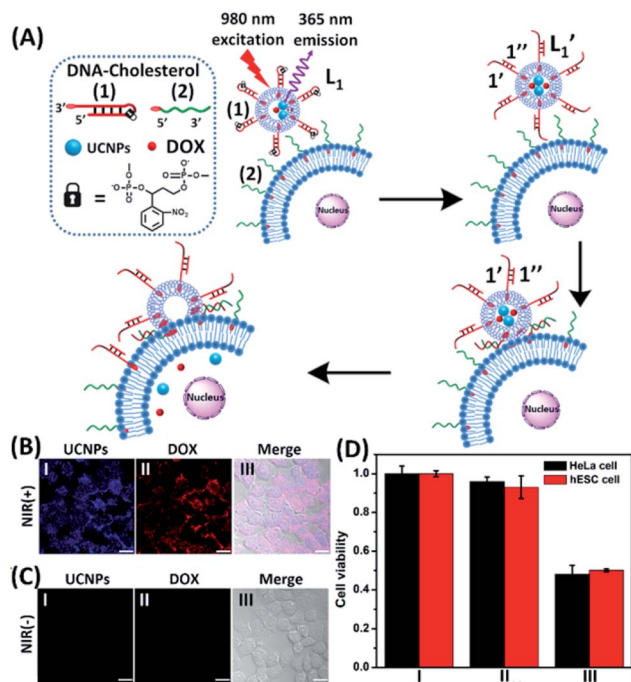 (A)
980 nm 365 nm
excitation emission
DNA-Cholesterol
(1) (2)
3' 5' 5' 3'
UCNPs DOX
O O
-O-P-O O-P-O-
O O
NO₂
L₁
(1)
(2)
Nucleus
1'' L₁'
1'
Nucleus
1' 1''
Nucleus
Nucleus
(B) UCNPs DOX Merge
NIR(+)
I II III
(C) UCNPs DOX Merge
NIR(-)
I II III
(D)
HeLa cell
hESC cell
Cell viability
1.0
0.8
0.6
0.4
0.2
0.0
I II III